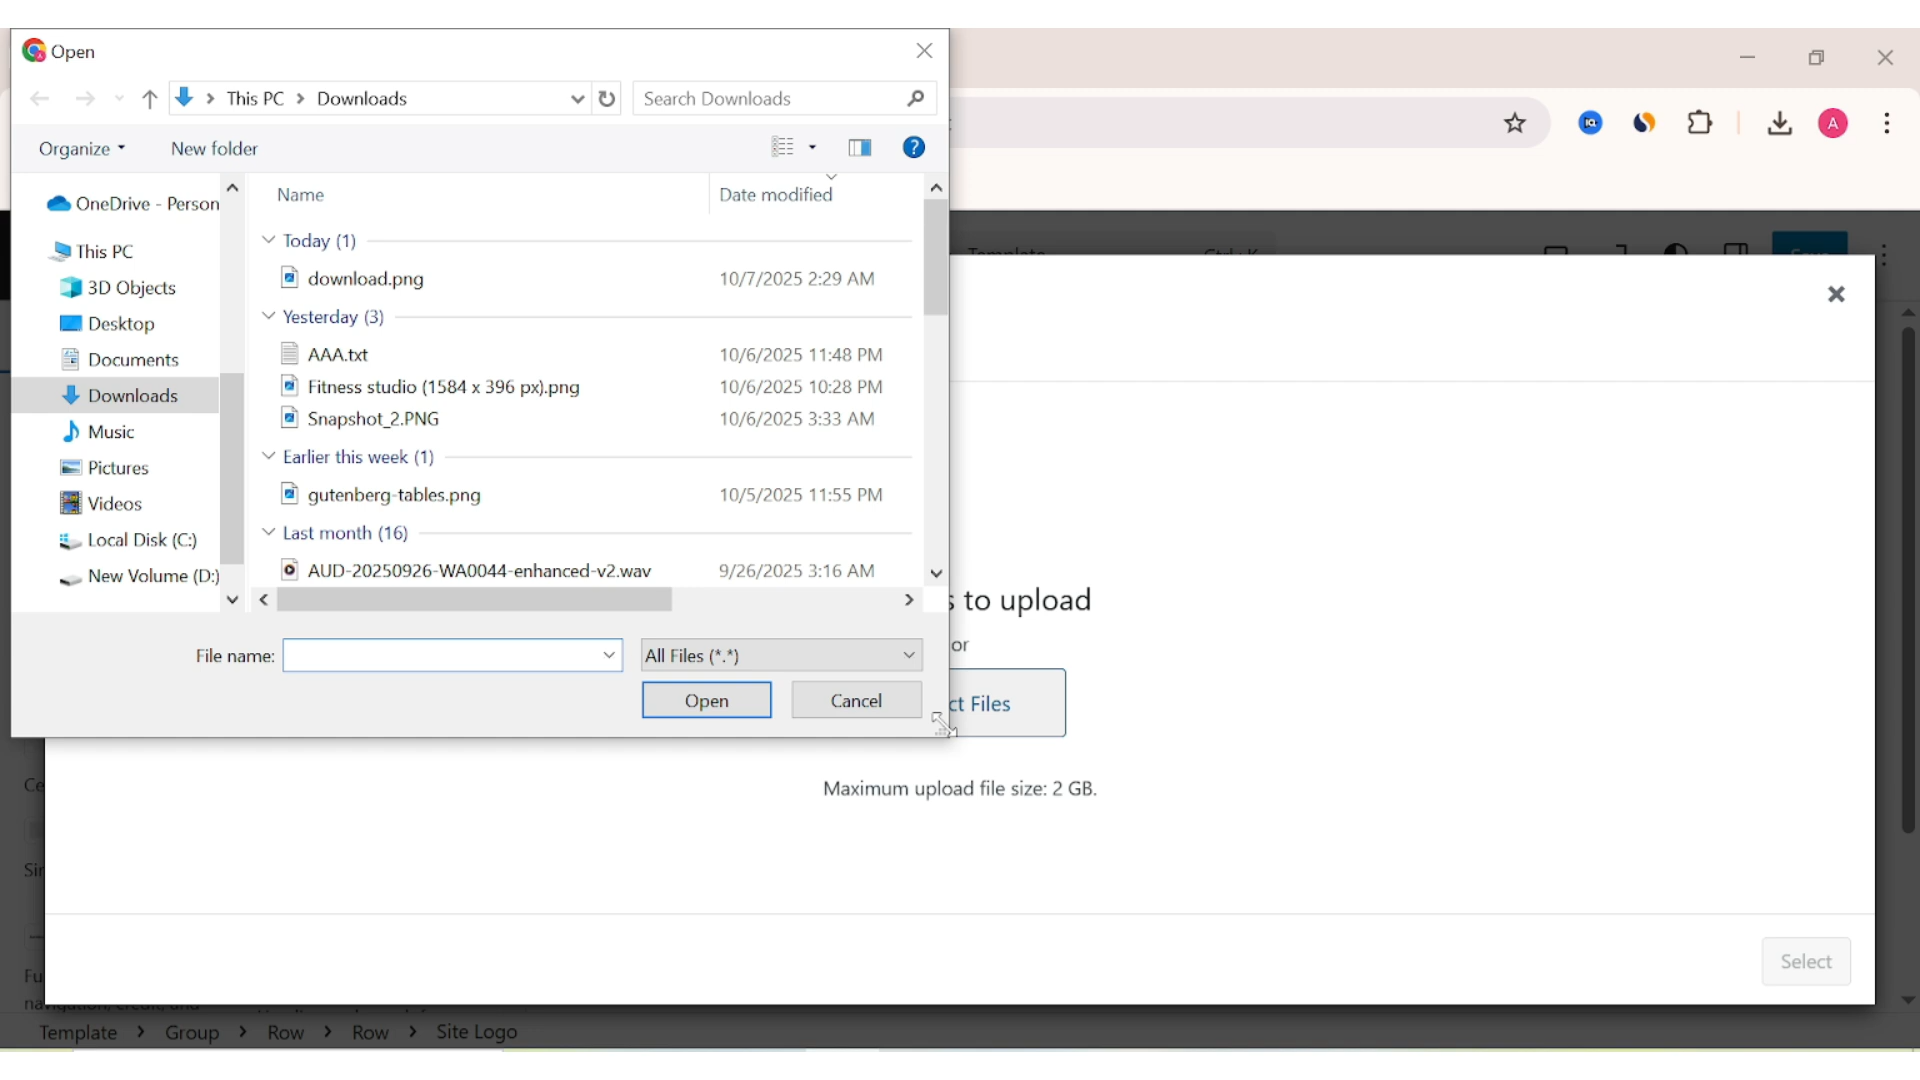 Open
This PC > Downloads
Search Downloads
Organize
New folder
OneDrive - Person
This PC
3D Objects
Desktop
Documents
Downloads
Music
Pictures
Videos
Local Disk (C:)
New Volume (D:)
Name
Date modified
Today (1)
download.png 10/7/2025 2:29 AM
Yesterday (3)
AAA.txt 10/6/2025 11:48 PM
Fitness studio (1584 x 396 px).png 10/6/2025 10:28 PM
Snapshot_2.PNG 10/6/2025 3:33 AM
Earlier this week (1)
gutenberg-tables.png 10/5/2025 11:55 PM
Last month (16)
AUD-20250926-WA0044-enhanced-v2.wav 9/26/2025 3:16 AM
File name:
All Files (*.*)
Open
Cancel
A
s to upload
or
ct Files
Maximum upload file size: 2 GB.
Select
Ce
Sin
Fu
Template > Group > Row > Row > Site Logo